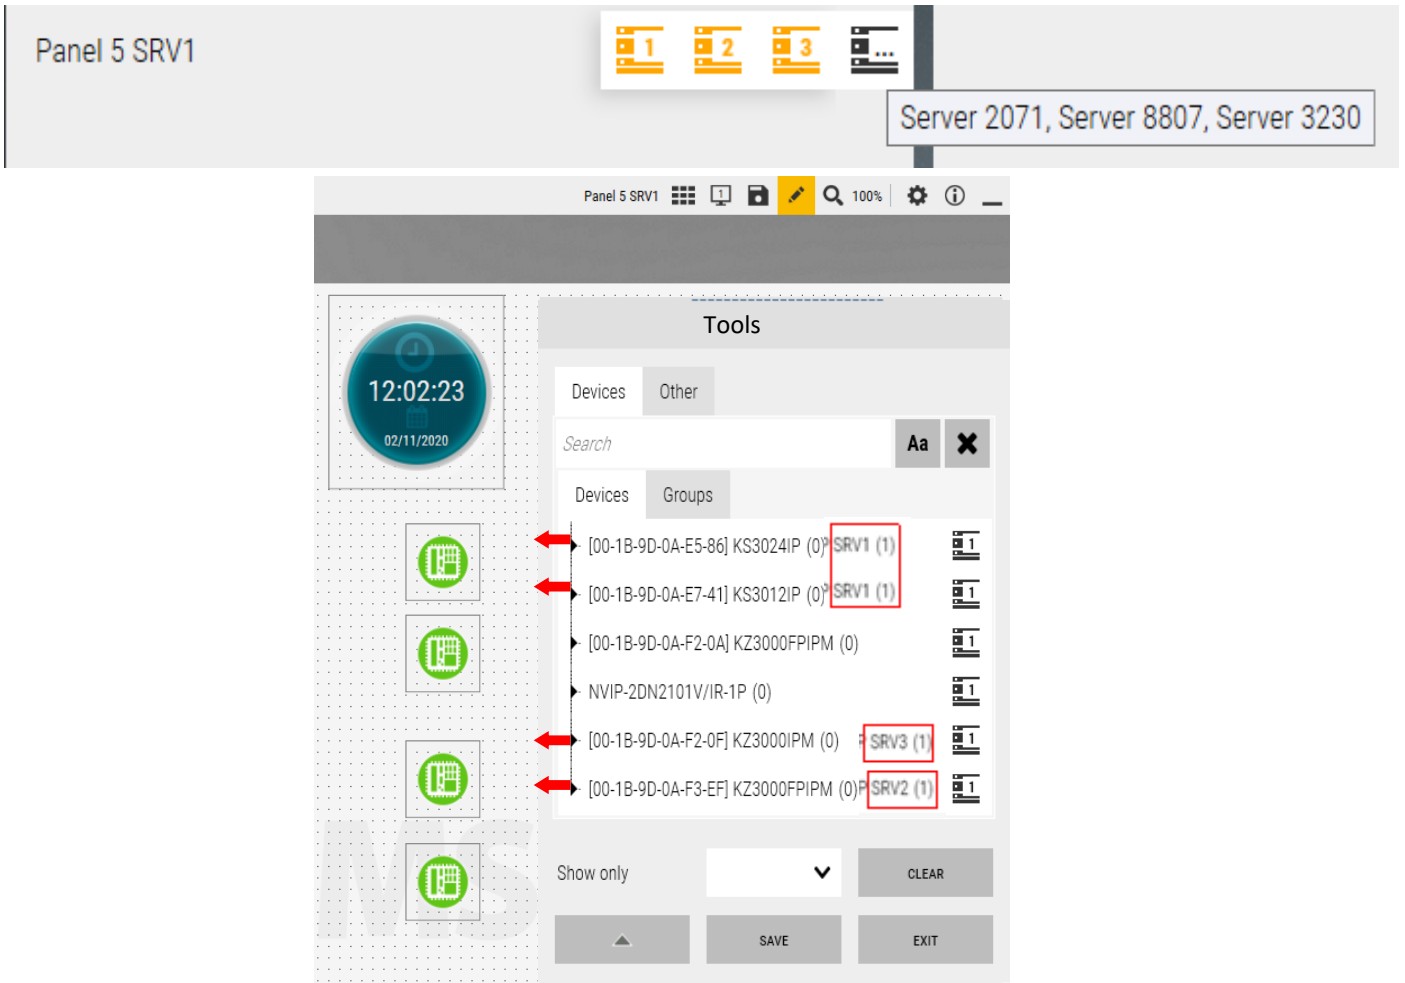 Panel 5 SRV1
1 2 3 ...
Server 2071, Server 8807, Server 3230
Panel 5 SRV1 1 100%
Tools
12:02:23
02/11/2020
Devices Other
Search Aa
Devices Groups
[00-1B-9D-0A-E5-86] KS3024IP (0) SRV1 (1) 1
[00-1B-9D-0A-E7-41] KS3012IP (0) SRV1 (1) 1
[00-1B-9D-0A-F2-0A] KZ3000FPIPM (0) 1
NVIP-2DN2101V/IR-1P (0) 1
[00-1B-9D-0A-F2-0F] KZ3000IPM (0) SRV3 (1) 1
[00-1B-9D-0A-F3-EF] KZ3000FPIPM (0)P SRV2 (1) 1
Show only CLEAR
SAVE EXIT